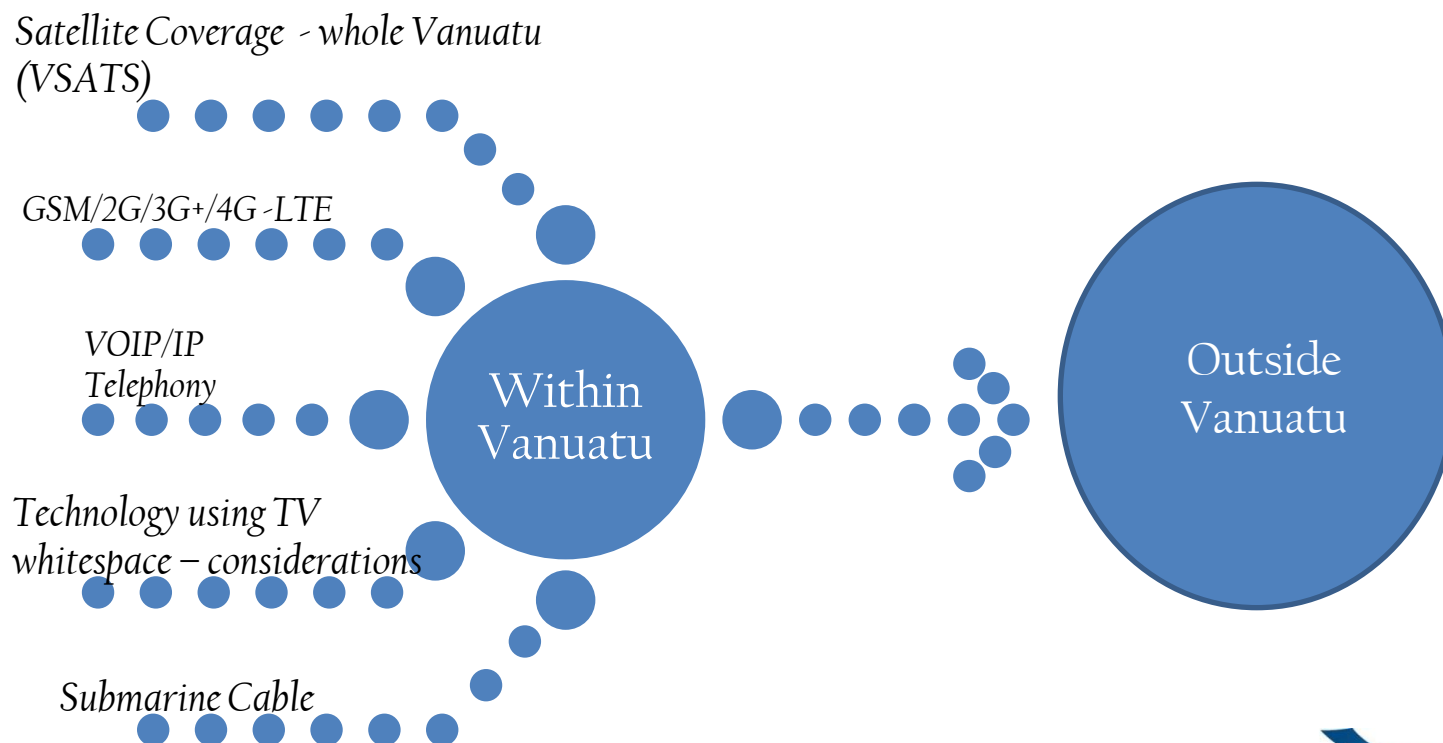 Satellite Coverage - whole Vanuatu
(VSATS)
GSM/2G/3G+/4G -LTE
VOIP/IP
Telephony
Within
Vanuatu
Outside
Vanuatu
Technology using TV
whitespace – considerations
Submarine Cable